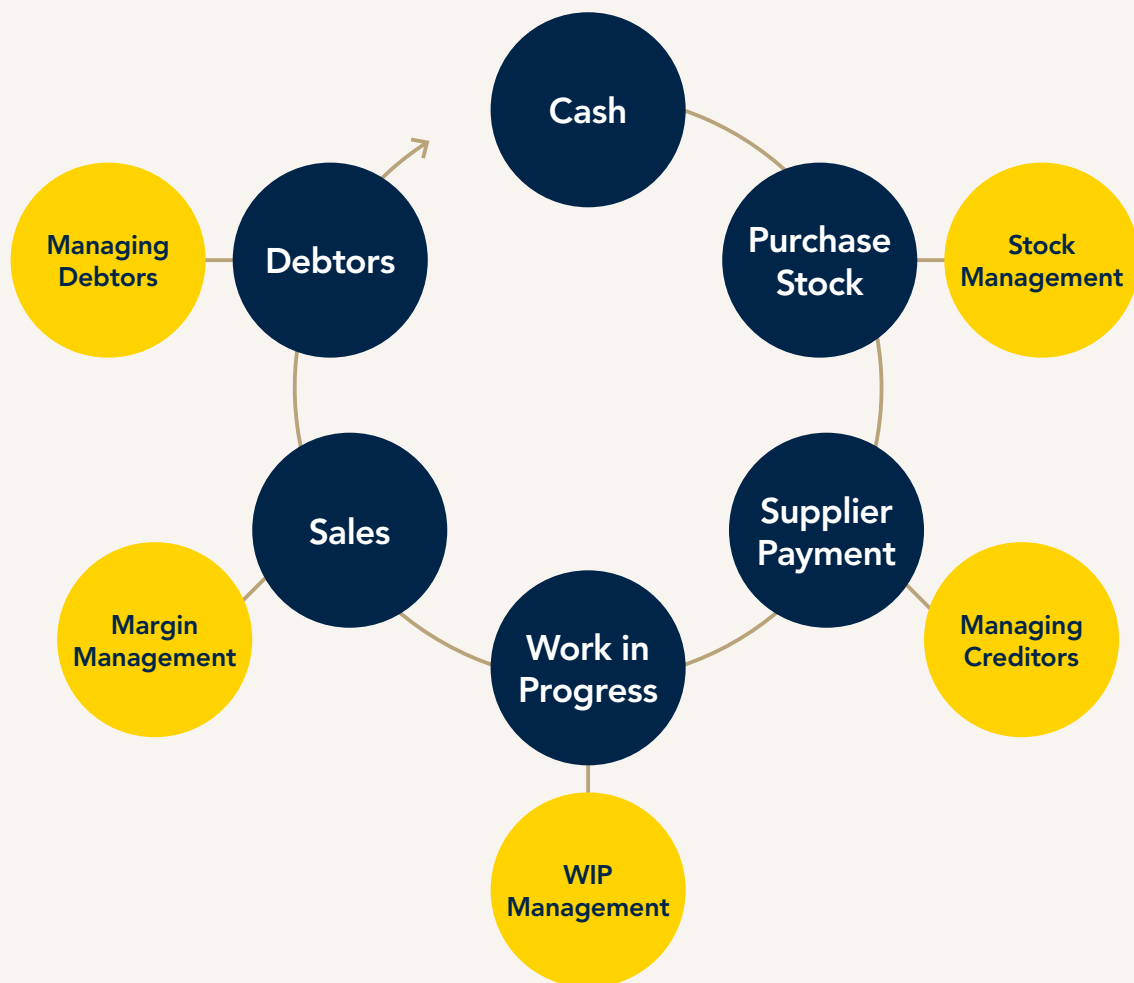 Cash
Purchase
Stock
Stock
Management
Supplier
Payment
Managing
Creditors
Work in
Progress
WIP
Management
Sales
Margin
Management
Debtors
Managing
Debtors